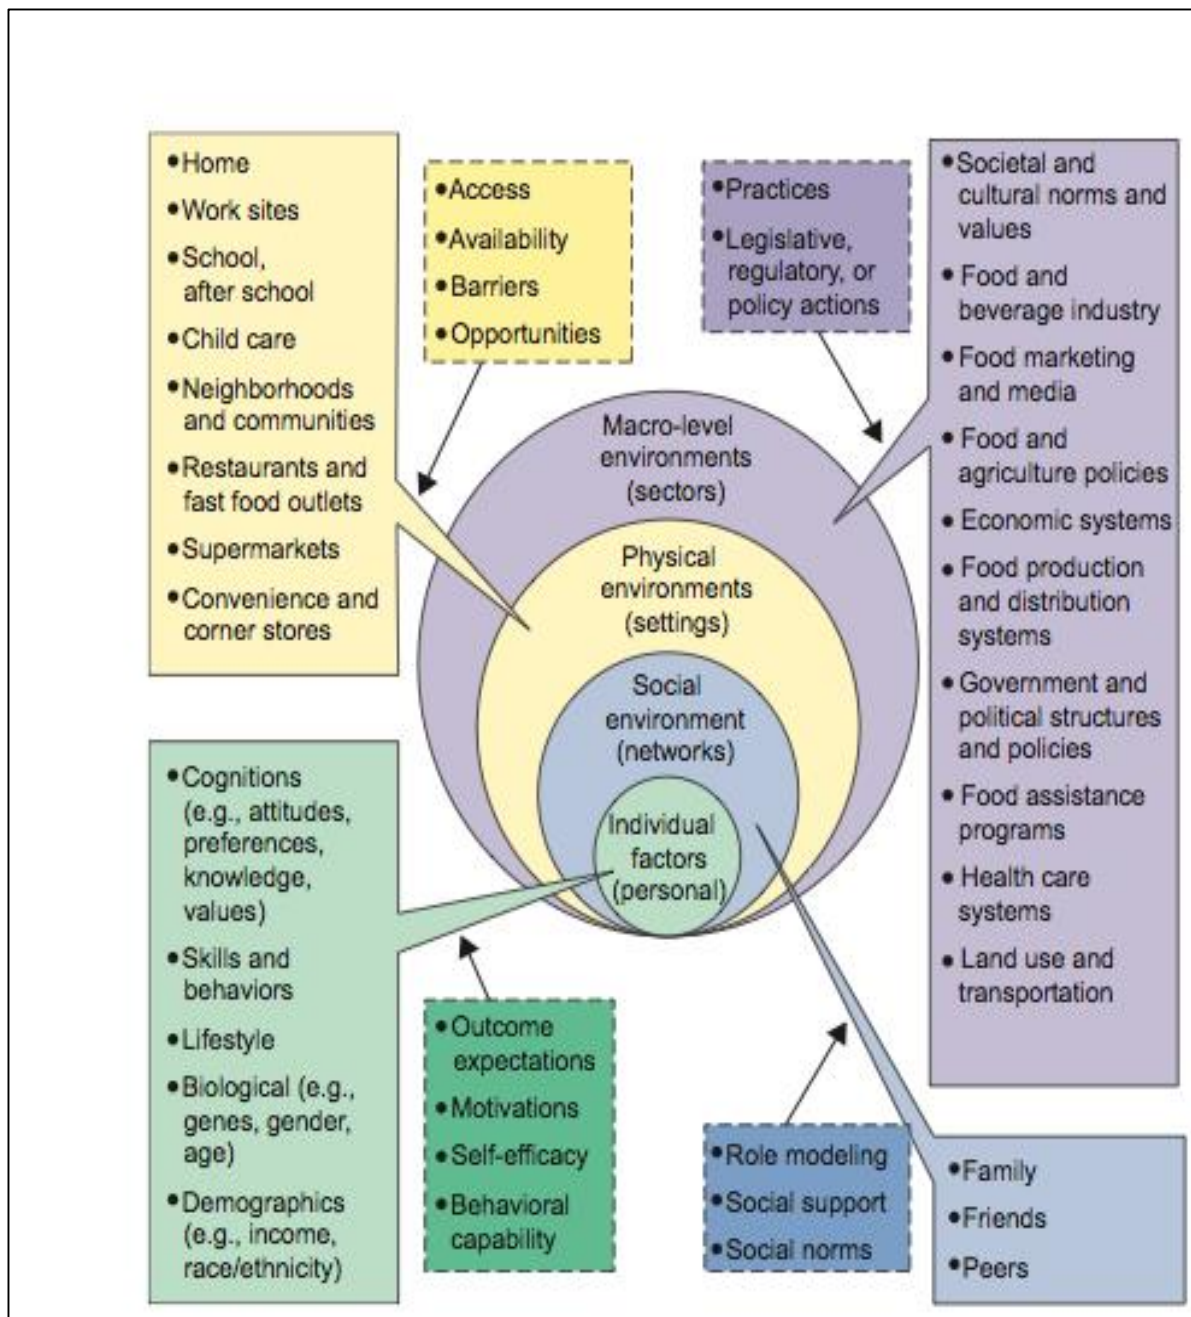 • Home
• Work sites
• School,
after school
• Child care
• Neighborhoods
and communities
• Restaurants and
fast food outlets
• Supermarkets
• Convenience and
corner stores
• Access
• Availability
• Barriers
• Opportunities
• Practices
• Legislative,
regulatory, or
policy actions
• Societal and
cultural norms and
values
• Food and
beverage industry
• Food marketing
and media
• Food and
agriculture policies
• Economic systems
• Food production
and distribution
systems
• Government and
political structures
and policies
• Food assistance
programs
• Health care
systems
• Land use and
transportation
Macro-level
environments
(sectors)
Physical
environments
(settings)
Social
environment
(networks)
Individual
factors
(personal)
• Cognitions
(e.g., attitudes,
preferences,
knowledge,
values)
• Skills and
behaviors
• Lifestyle
• Biological (e.g.,
genes, gender,
age)
• Demographics
(e.g., income,
race/ethnicity)
• Outcome
expectations
• Motivations
• Self-efficacy
• Behavioral
capability
• Role modeling
• Social support
• Social norms
• Family
• Friends
• Peers